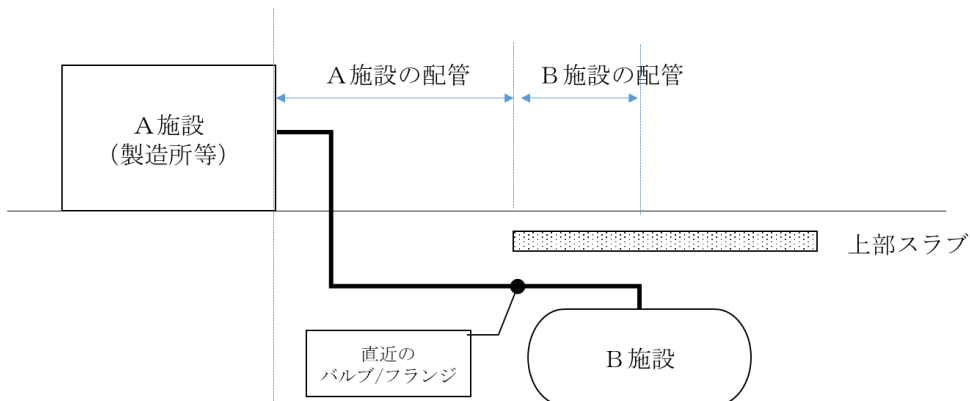 A施設の配管
B施設の配管
A施設
(製造所等)
上部スラブ
直近の
バルブ/フランジ
B施設